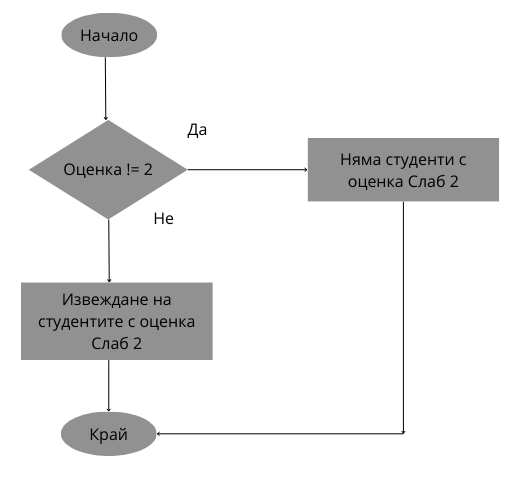 Начало
Да
Оценка != 2
Няма студенти с
оценка Слаб 2
Не
Извеждане на
студентите с оценка
Слаб 2
Край